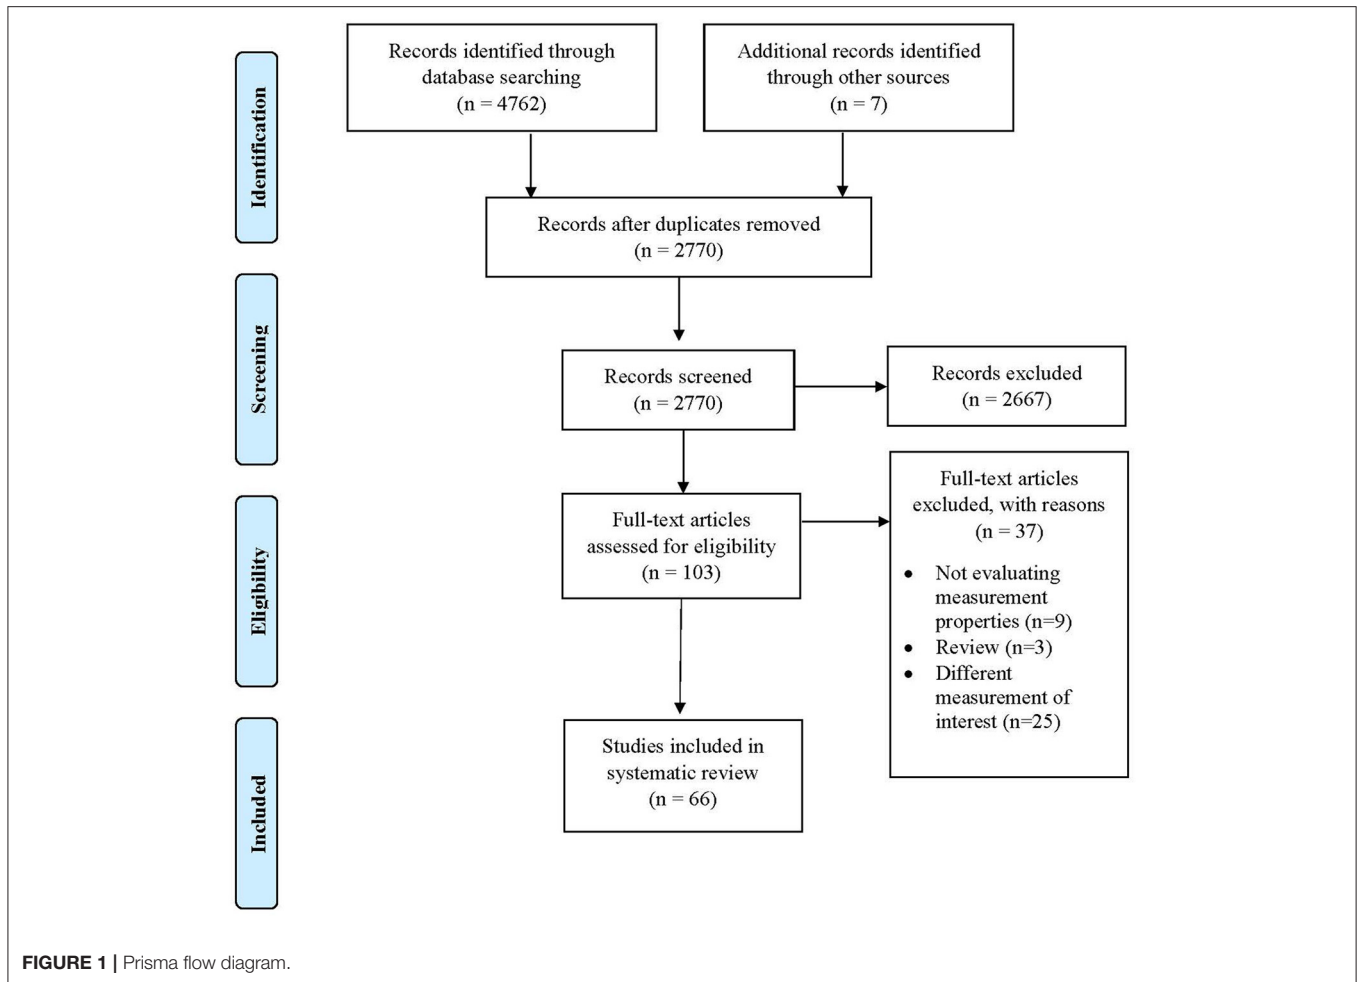 Identification
Records identified through
database searching
(n = 4762)
Additional records identified
through other sources
(n = 7)
Records after duplicates removed
(n = 2770)
Screening
Records screened
(n = 2770)
Records excluded
(n = 2667)
Eligibility
Full-text articles
assessed for eligibility
(n = 103)
Full-text articles
excluded, with reasons
(n = 37)
• Not evaluating
measurement
properties (n=9)
• Review (n=3)
• Different
measurement of
interest (n=25)
Included
Studies included in
systematic review
(n = 66)
FIGURE 1 | Prisma flow diagram.